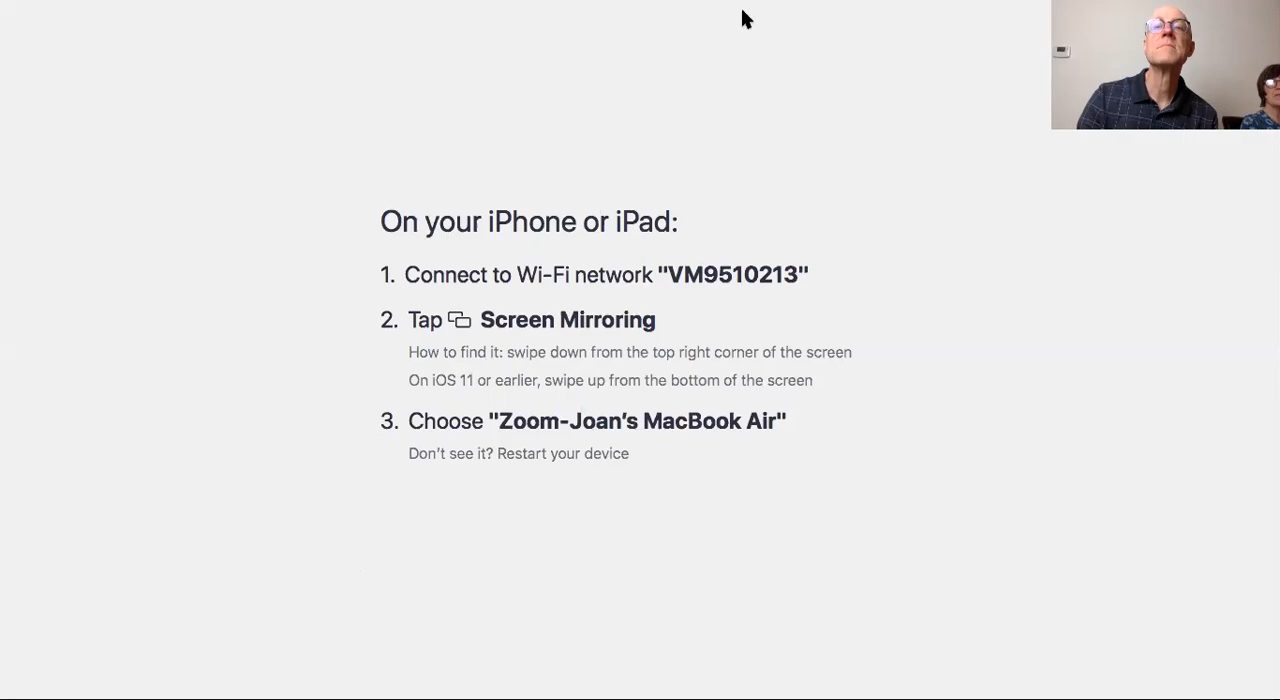 On your iPhone or iPad:
1. Connect to Wi-Fi network "VM9510213"
2. Tap Screen Mirroring
How to find it: swipe down from the top right corner of the screen
On iOS 11 or earlier, swipe up from the bottom of the screen
3. Choose "Zoom-Joan’s MacBook Air"
Don't see it? Restart your device